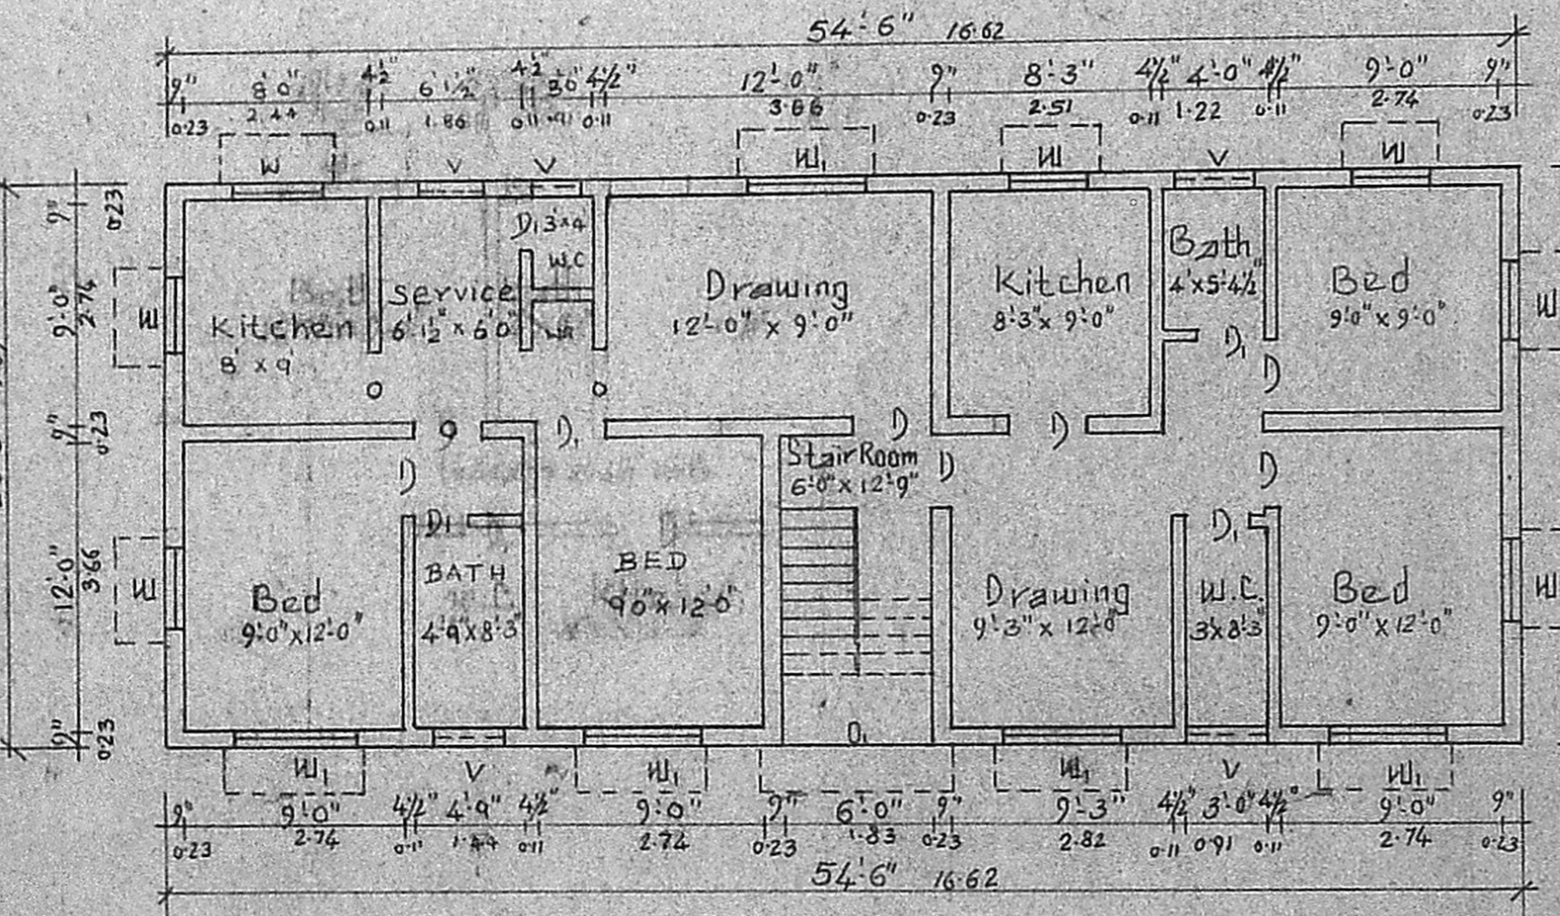 54'-6" 16.62
9" 8'0" 4½" 6'1½" 4½" 3'0" 4½" 12'-0" 9" 8'-3" 4½" 4'-0" 4½" 9'-0" 9"
0.23 2.44 0.11 1.86 0.11 .91 0.11 3.66 0.23 2.51 0.11 1.22 0.11 2.74 0.23
W V V W1 W V W
9" 0.23
D1 3'x4
W.C
Bath
4'x5'4½"
Kitchen
8' x 9'
service
6'1½" x 6'0"
Drawing
12'-0" x 9'-0"
Kitchen
8'3" x 9'-0"
Bed
9'0" x 9'-0"
9'-0" 2.74
W W
D1 D
O O
9" 0.23
D1 D D
D
Stair Room
6'-0" x 12'-9"
D D
D1 D1
Bed
9'-0" x 12'-0"
BATH
4'9" x 8'-3"
BED
9'0" x 12'0"
Drawing
9'-3" x 12'-0"
W.C.
3'x8'3"
Bed
9'-0" x 12'-0"
12'-0" 3.66
W W
9" 0.23
O1
W1 V W1 W1 V W1
9" 9'-0" 4½" 4'-9" 4½" 9'-0" 9" 6'-0" 9" 9'-3" 4½" 3'-0" 4½" 9'-0" 9"
0.23 2.74 0.11 1.44 0.11 2.74 0.23 1.83 0.23 2.82 0.11 0.91 0.11 2.74 0.23
54'-6" 16.62